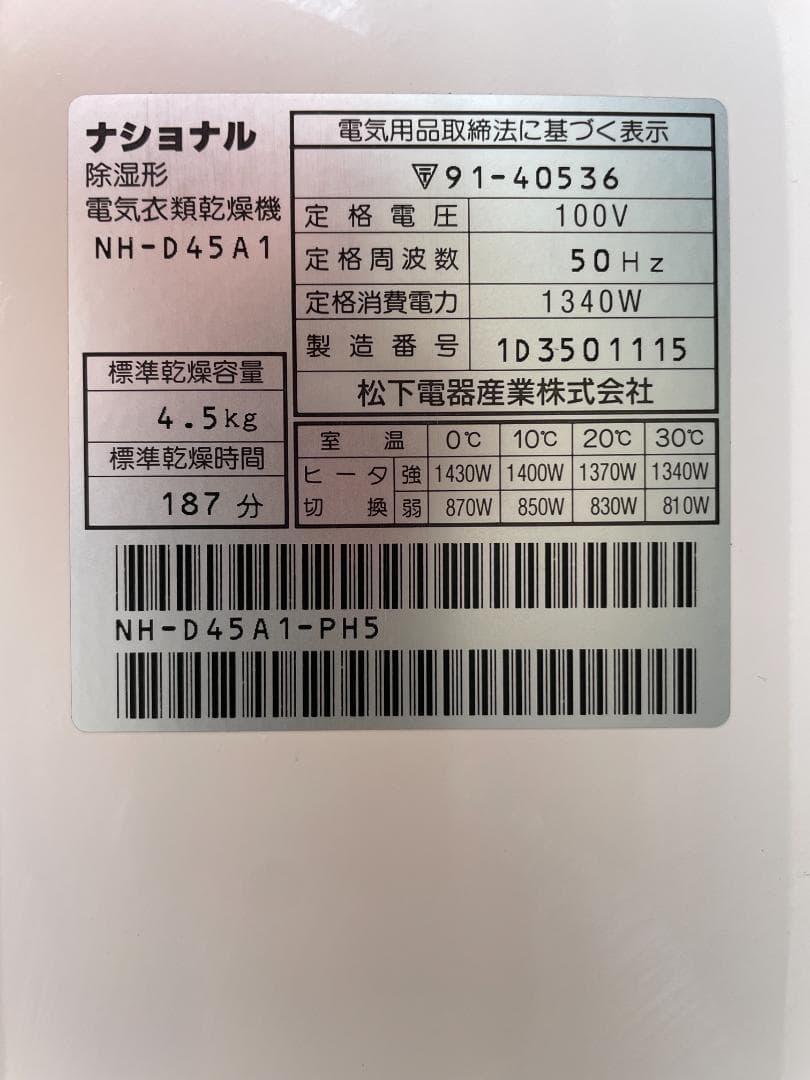 ナショナル
除湿形
電気衣類乾燥機
NH-D45A1
標準乾燥容量
4.5kg
標準乾燥時間
187 分
電気用品取締法に基づく表示
91-40536
定格電圧 100V
定格周波数 50Hz
定格消費電力 1340W
製造番号 1D3501115
松下電器産業株式会社
室温 0℃ 10℃ 20℃ 30℃
ヒータ 強 1430W 1400W 1370W 1340W
切換 弱 870W 850W 830W 810W
NH-D45A1-PH5